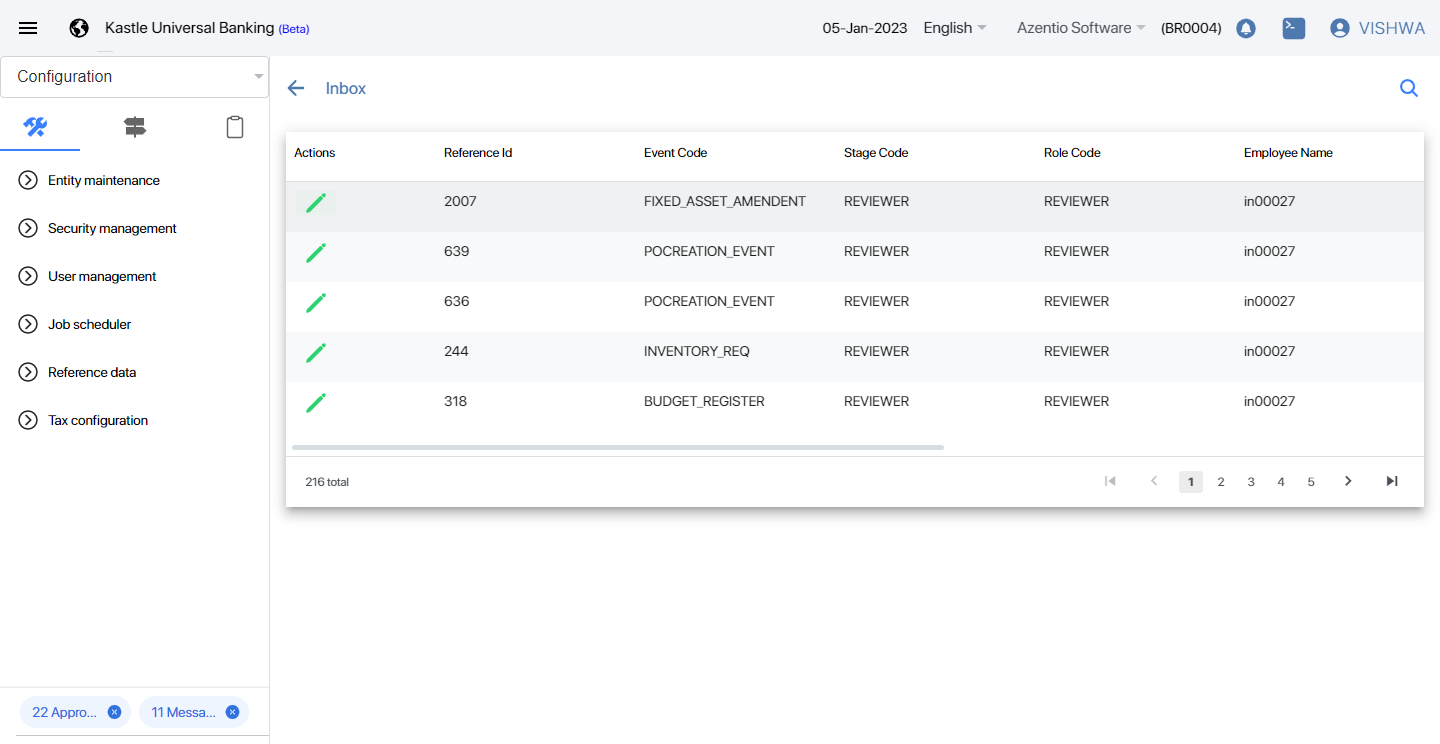 Kastle Universal Banking (Beta) 05-Jan-2023 English Azentio Software (BR0004) VISHWA
Configuration
Entity maintenance
Security management
User management
Job scheduler
Reference data
Tax configuration
22 Appro... 11 Messa...
Inbox
Actions Reference Id Event Code Stage Code Role Code Employee Name
2007 FIXED_ASSET_AMENDENT REVIEWER REVIEWER in00027
639 POCREATION_EVENT REVIEWER REVIEWER in00027
636 POCREATION_EVENT REVIEWER REVIEWER in00027
244 INVENTORY_REQ REVIEWER REVIEWER in00027
318 BUDGET_REGISTER REVIEWER REVIEWER in00027
216 total 1 2 3 4 5